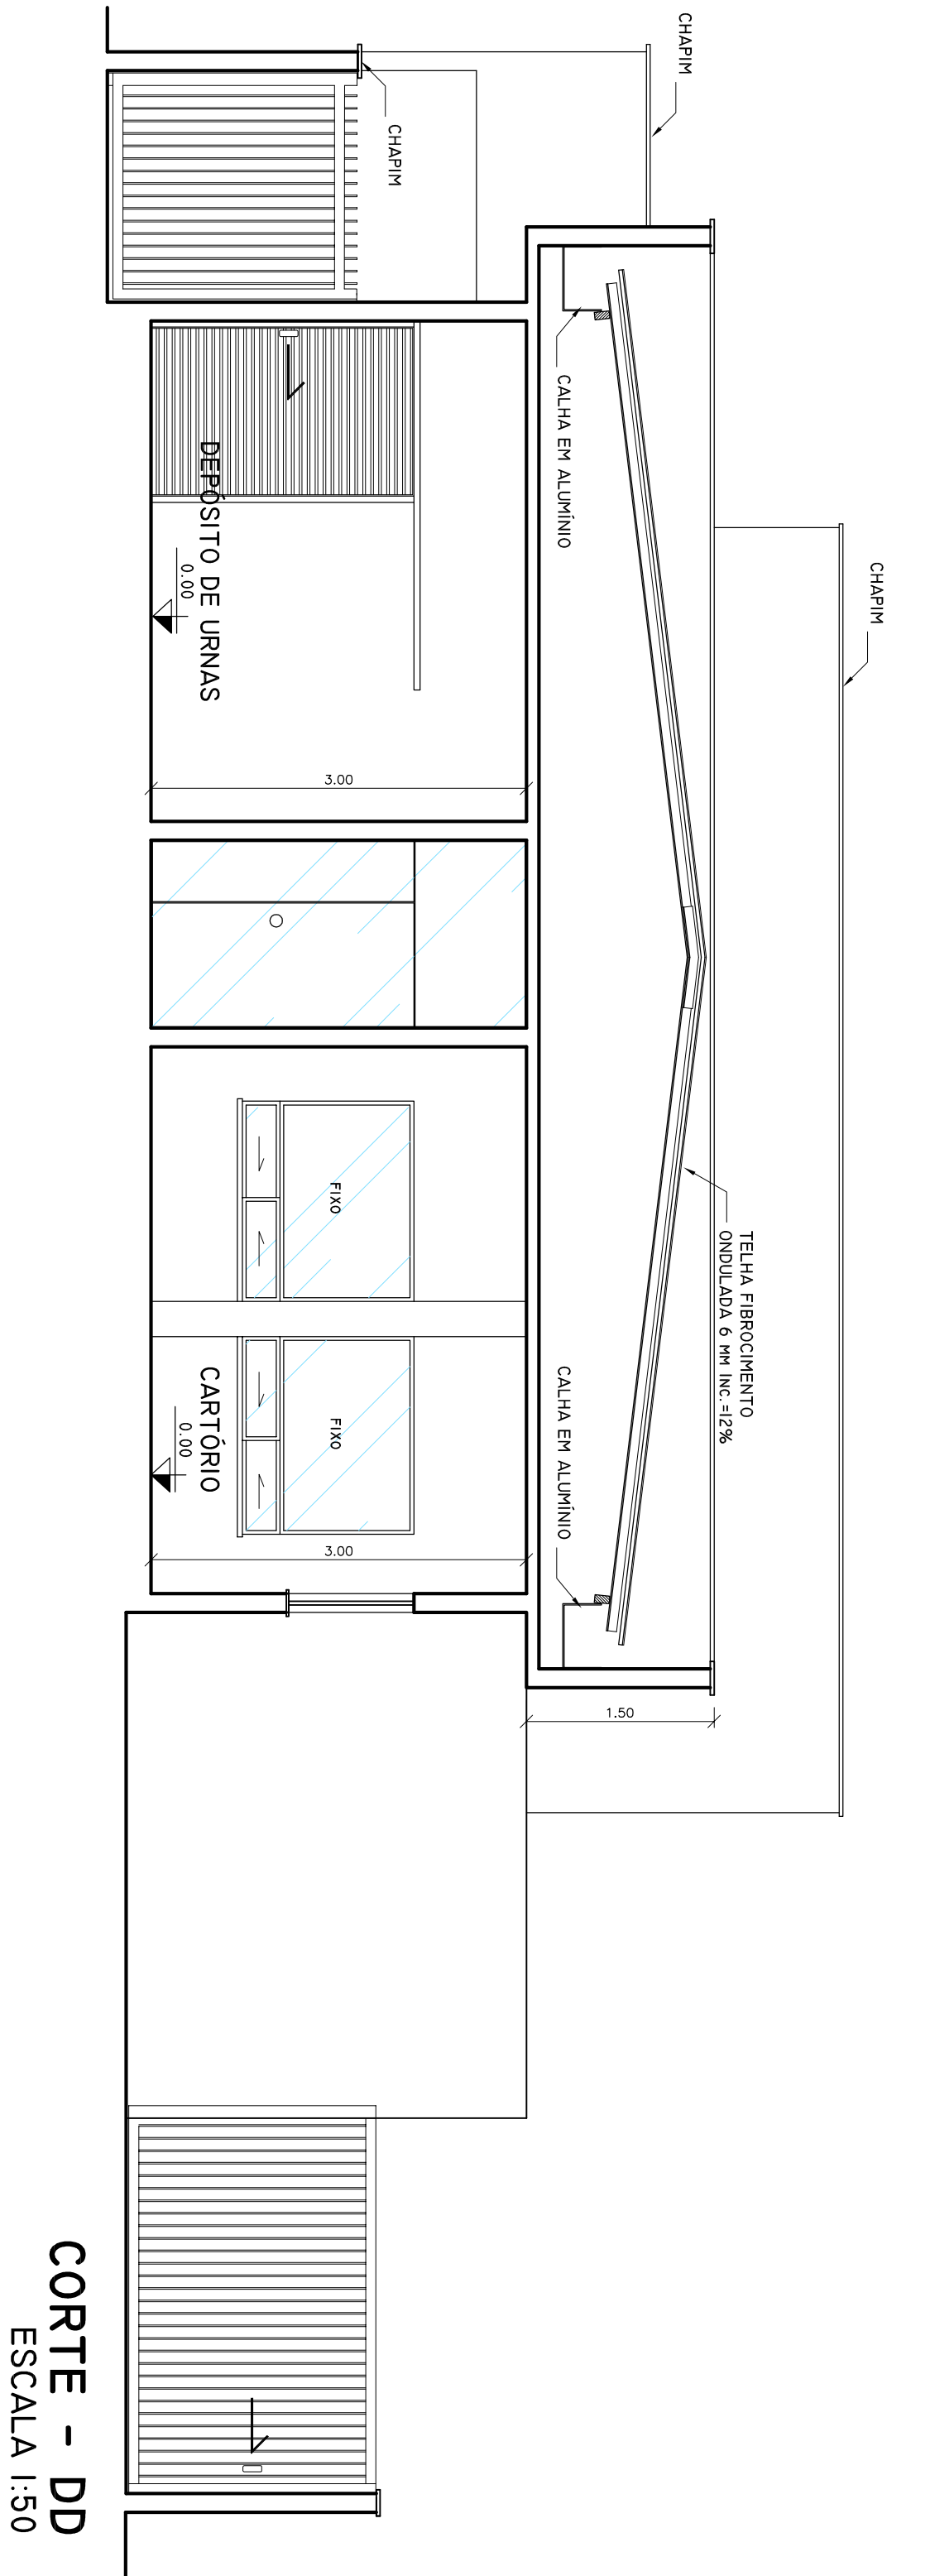 CHAPIM
CHAPIM
CHAPIM
TELHA FIBROCIMENTO
ONDULADA 6 MM INC.=12%
CALHA EM ALUMÍNIO
CALHA EM ALUMÍNIO
1.50
FIXO
FIXO
3.00
3.00
DEPÓSITO DE URNAS
0.00
CARTÓRIO
0.00
CORTE - DD
ESCALA 1:50